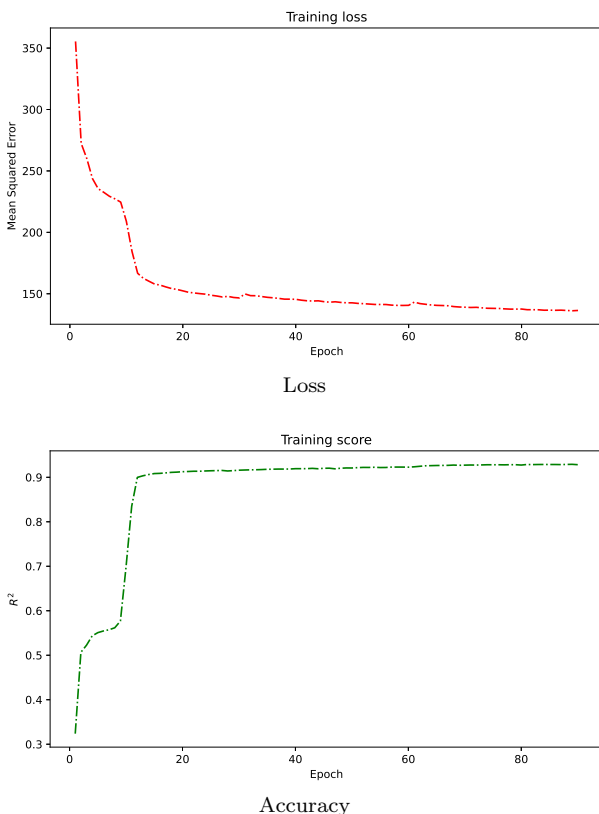 Training loss
350
300
250
200
150
Mean Squared Error
0 20 40 60 80
Epoch
Loss
Training score
0.9
0.8
0.7
0.6
0.5
0.4
0.3
R²
0 20 40 60 80
Epoch
Accuracy